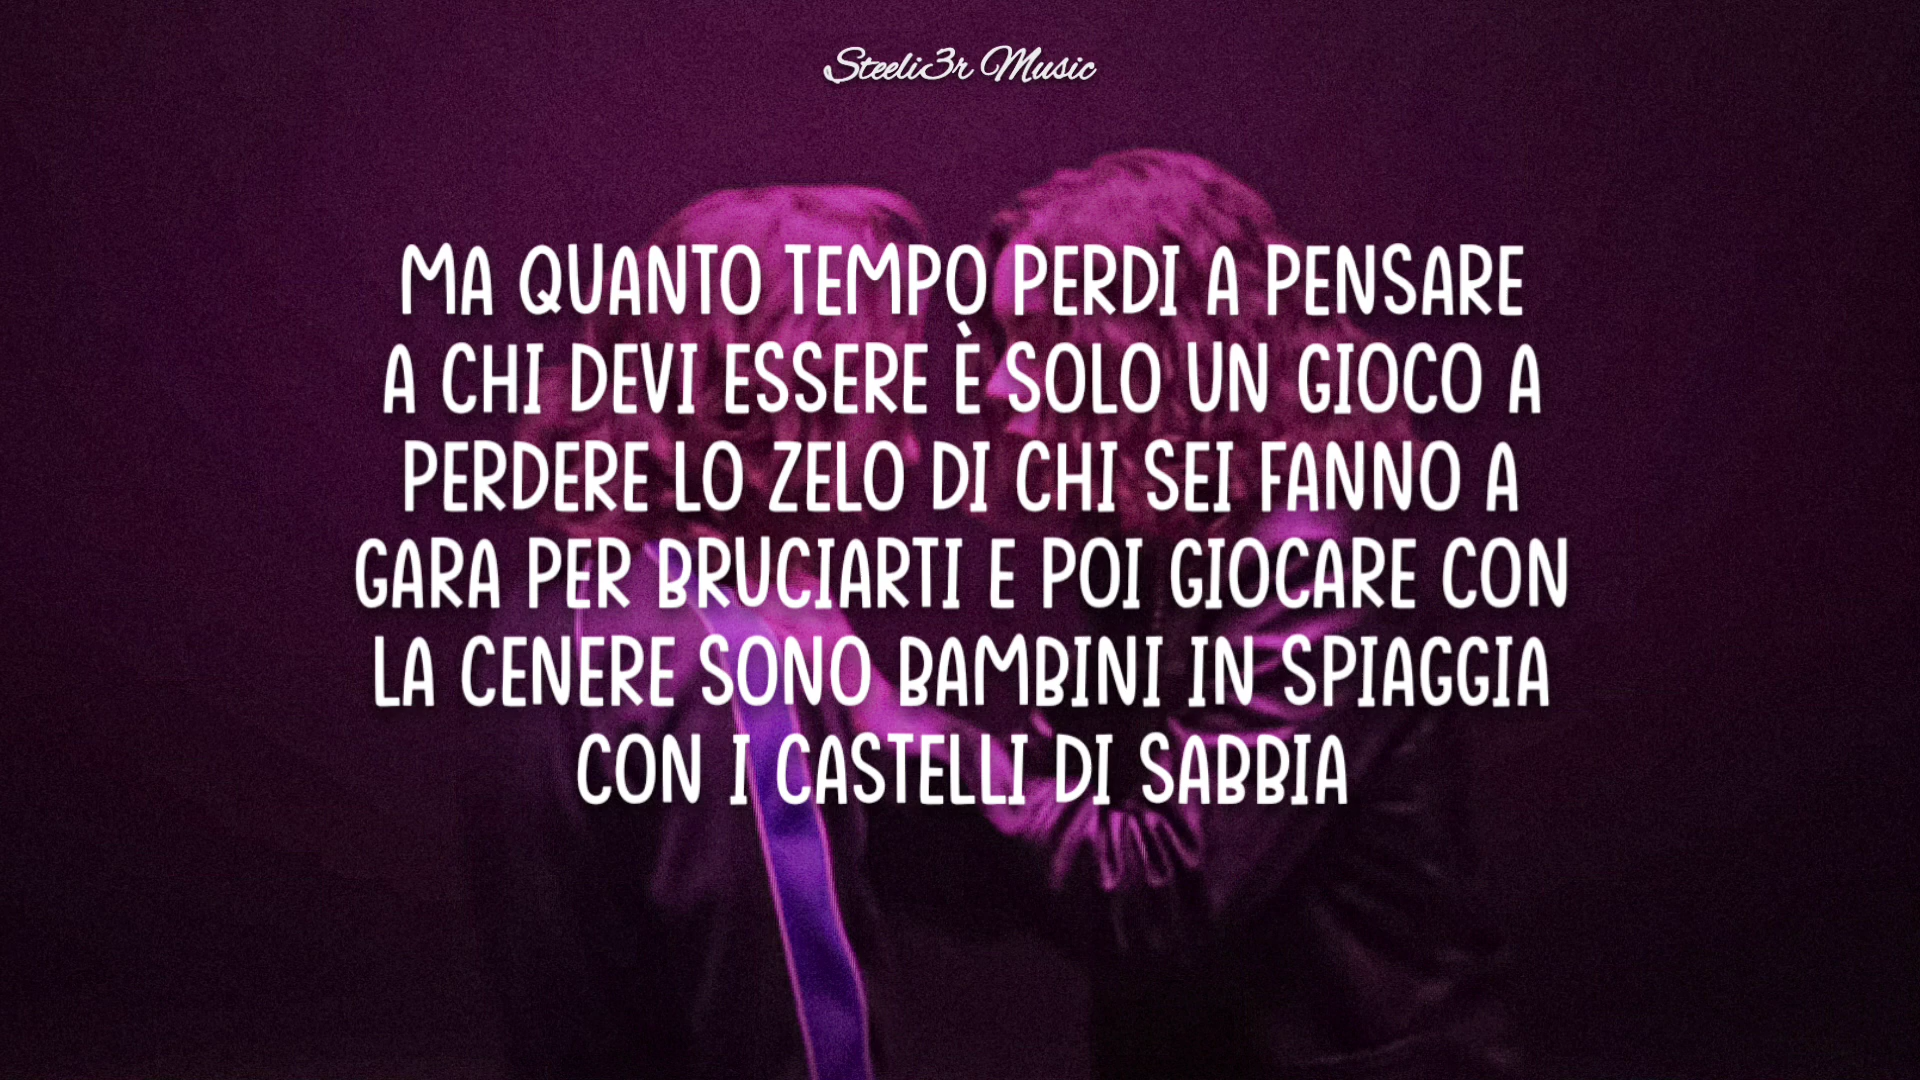 Steeli3r Music
MA QUANTO TEMPO PERDI A PENSARE
A CHI DEVI ESSERE È SOLO UN GIOCO A
PERDERE LO ZELO DI CHI SEI FANNO A
GARA PER BRUCIARTI E POI GIOCARE CON
LA CENERE SONO BAMBINI IN SPIAGGIA
CON I CASTELLI DI SABBIA